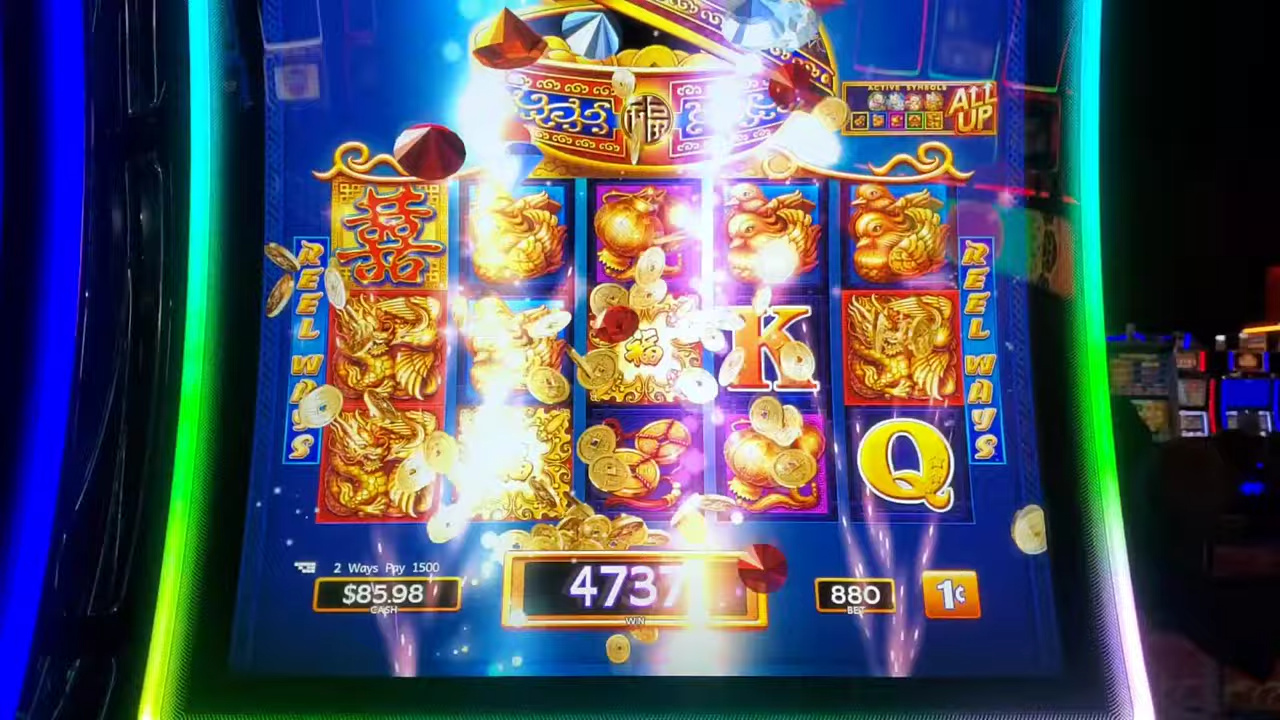 福
ACTIVE SYMBOLS
ALL
UP
囍
REEL WAYS
REEL WAYS
福
K
Q
2 Ways Pay 1500
$85.98
CASH
4737
WIN
880
BET
1¢